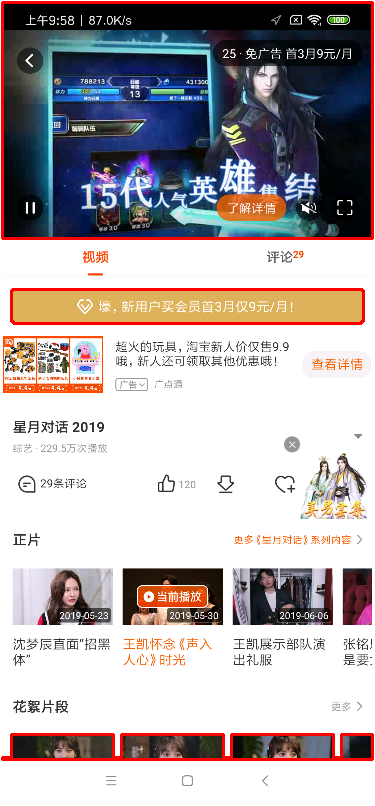 上午9:58 | 87.0K/s
100
25 · 免广告 首3月9元/月
788213
431300
13
编辑队伍
15代人气英雄集结
了解详情
视频
评论29
壕，新用户买会员首3月仅9元/月！
超火的玩具，淘宝新人价仅售9.9
哦，新人还可领取其他优惠哦！
查看详情
广告
广点通
星月对话 2019
综艺 · 229.5万次播放
29条评论
120
美男云集
正片
更多《星月对话》系列内容
当前播放
2019-05-23
2019-05-30
2019-06-06
沈梦辰直面“招黑
体”
王凯怀念《声入
人心》时光
王凯展示部队演
出礼服
张铭
是要
花絮片段
更多